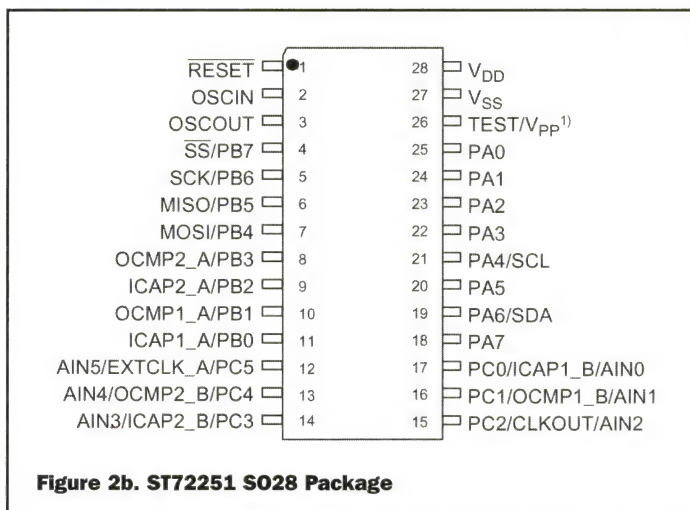 RESET 1 28 VDD
OSCIN 2 27 VSS
OSCOUT 3 26 TEST/VPP1)
SS/PB7 4 25 PA0
SCK/PB6 5 24 PA1
MISO/PB5 6 23 PA2
MOSI/PB4 7 22 PA3
OCMP2_A/PB3 8 21 PA4/SCL
ICAP2_A/PB2 9 20 PA5
OCMP1_A/PB1 10 19 PA6/SDA
ICAP1_A/PB0 11 18 PA7
AIN5/EXTCLK_A/PC5 12 17 PC0/ICAP1_B/AIN0
AIN4/OCMP2_B/PC4 13 16 PC1/OCMP1_B/AIN1
AIN3/ICAP2_B/PC3 14 15 PC2/CLKOUT/AIN2
Figure 2b. ST72251 SO28 Package